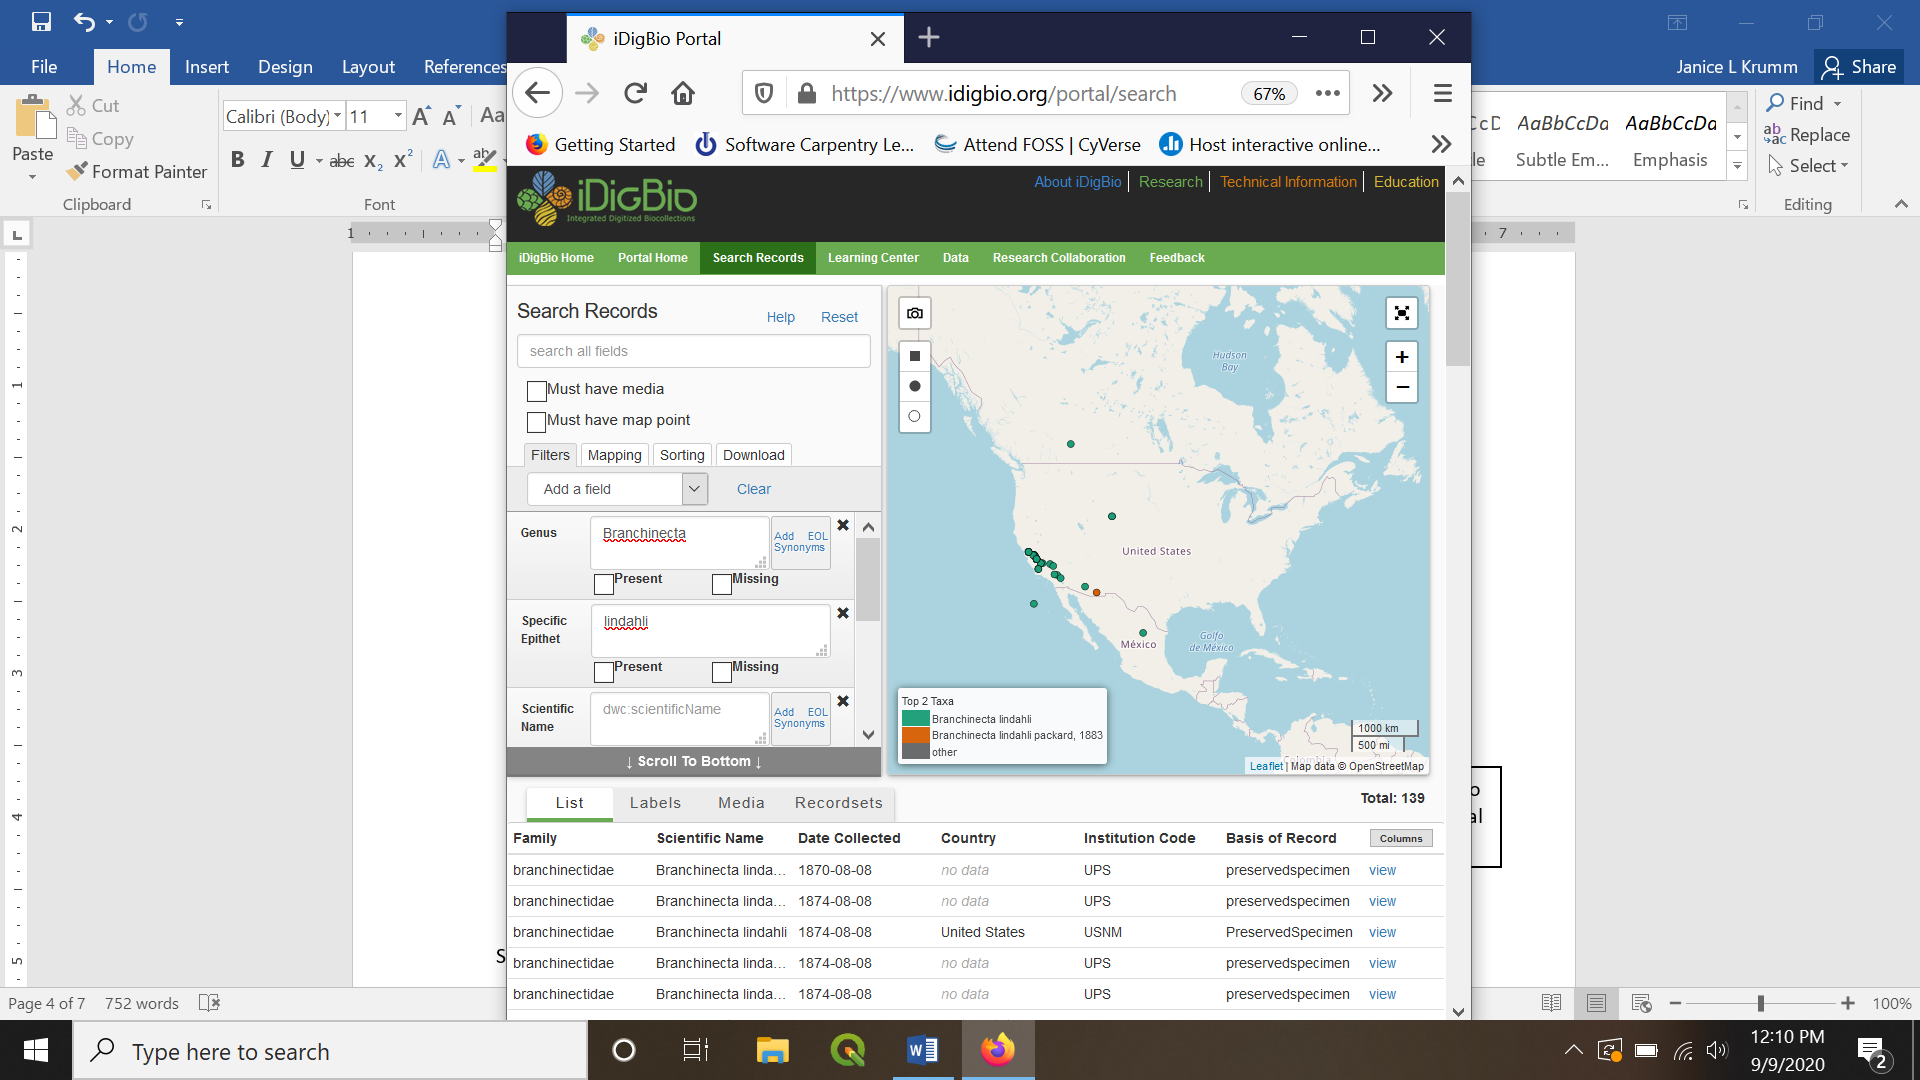 iDigBio Portal
File Home Insert Design Layout References Janice L Krumm Share
https://www.idigbio.org/portal/search 67%
Cut
Copy
Paste
Format Painter
Clipboard
Calibri (Body) 11
Font
Find
Replace
Select
Editing
Subtle Em... Emphasis
AaBbCcDd AaBbCcDd
Getting Started Software Carpentry Le... Attend FOSS | CyVerse Host interactive online...
iDigBio
Integrated Digitized Biocollections
About iDigBio Research Technical Information Education
iDigBio Home Portal Home Search Records Learning Center Data Research Collaboration Feedback
Search Records Help Reset
search all fields
Must have media
Must have map point
Filters Mapping Sorting Download
Add a field Clear
Genus Branchinecta Add EOL Synonyms
Present Missing
Specific Epithet lindahli
Present Missing
Scientific Name dwc:scientificName Add EOL Synonyms
↓ Scroll To Bottom ↓
Hudson Bay
United States
México
Golfo de México
Top 2 Taxa
Branchinecta lindahli
Branchinecta lindahli packard, 1883
other
1000 km
500 mi
Leaflet | Map data © OpenStreetMap
List Labels Media Recordsets Total: 139
Family Scientific Name Date Collected Country Institution Code Basis of Record Columns
branchinectidae Branchinecta linda... 1870-08-08 no data UPS preservedspecimen view
branchinectidae Branchinecta linda... 1874-08-08 no data UPS preservedspecimen view
branchinectidae Branchinecta lindahli 1874-08-08 United States USNM PreservedSpecimen view
branchinectidae Branchinecta linda... 1874-08-08 no data UPS preservedspecimen view
branchinectidae Branchinecta linda... 1874-08-08 no data UPS preservedspecimen view
Page 4 of 7 752 words 100%
Type here to search
12:10 PM
9/9/2020
2